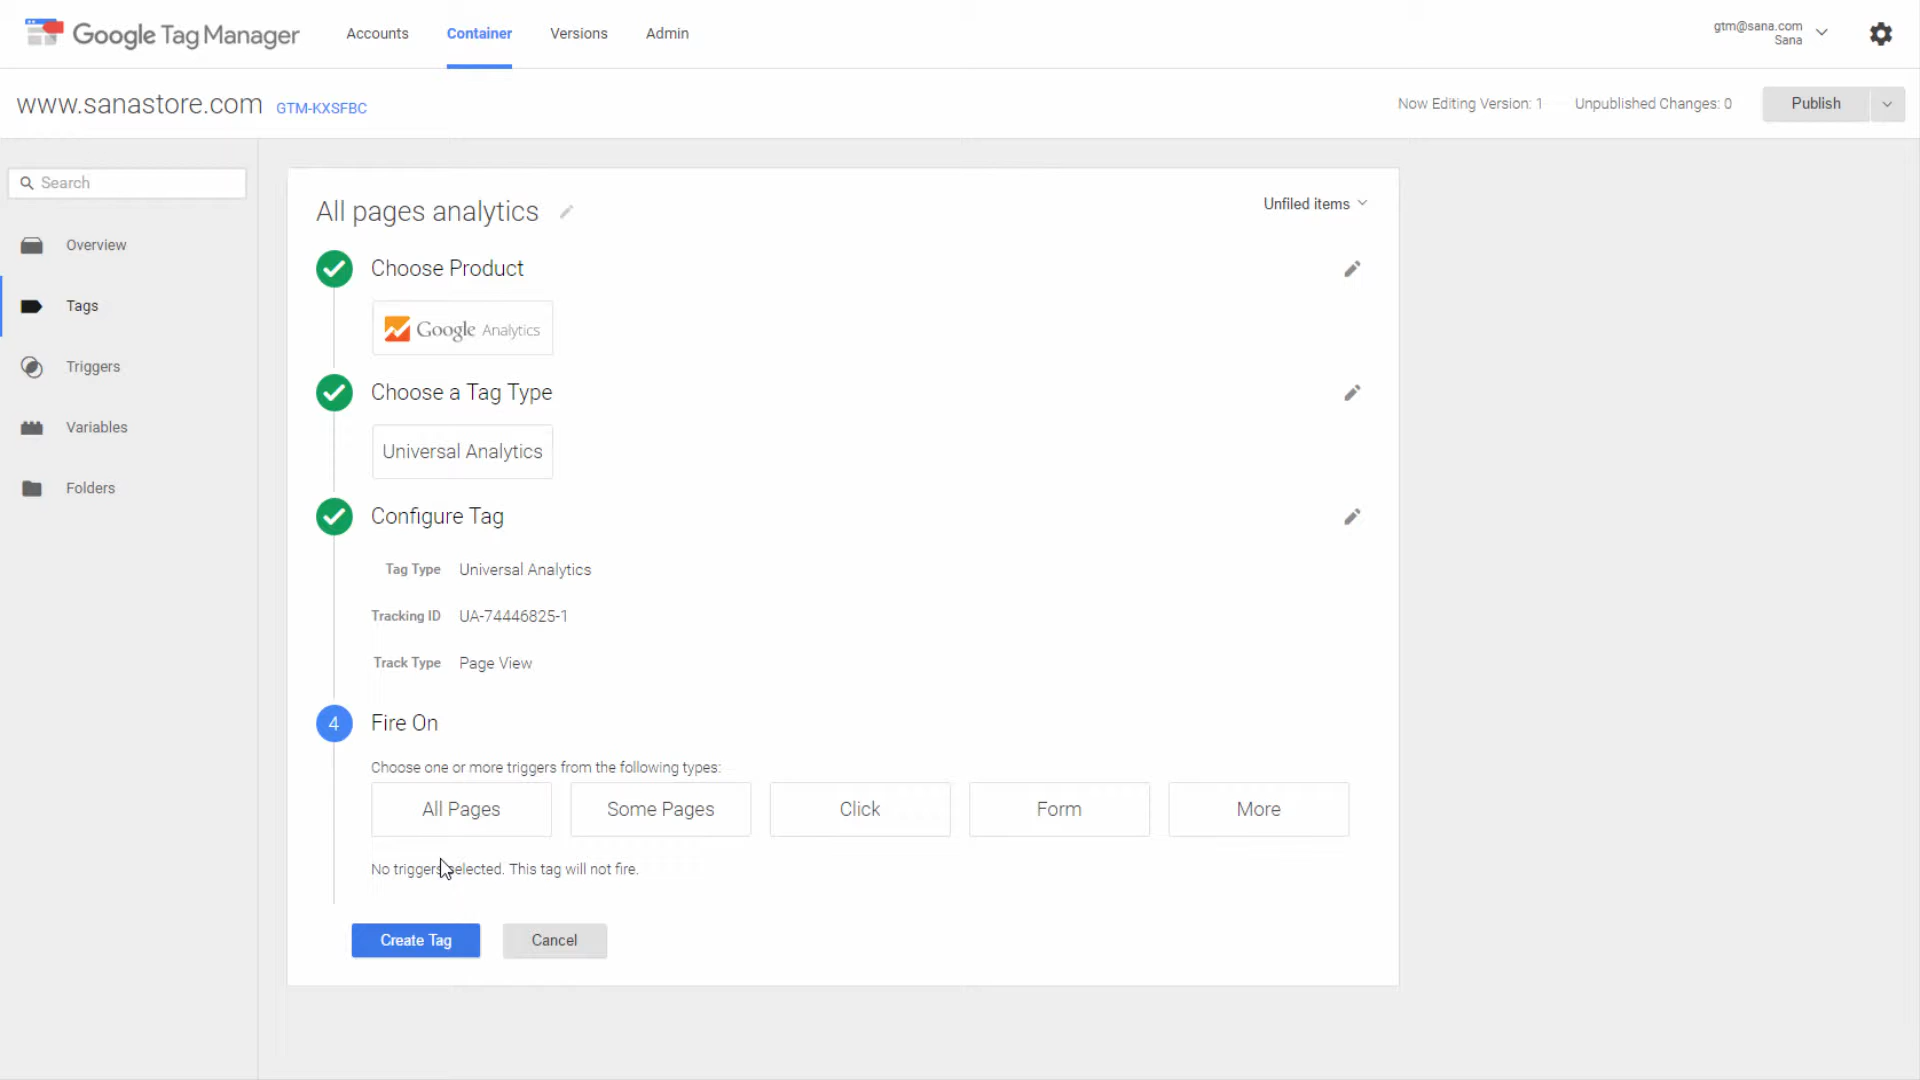 Google Tag Manager
Accounts
Container
Versions
Admin
gtm@sana.com
Sana
www.sanastore.com
GTM-KXSFBC
Now Editing Version: 1
Unpublished Changes: 0
Publish
Search
Overview
Tags
Triggers
Variables
Folders
All pages analytics
Unfiled items
Choose Product
Google Analytics
Choose a Tag Type
Universal Analytics
Configure Tag
Tag Type Universal Analytics
Tracking ID UA-74446825-1
Track Type Page View
4 Fire On
Choose one or more triggers from the following types:
All Pages
Some Pages
Click
Form
More
No triggers selected. This tag will not fire.
Create Tag
Cancel